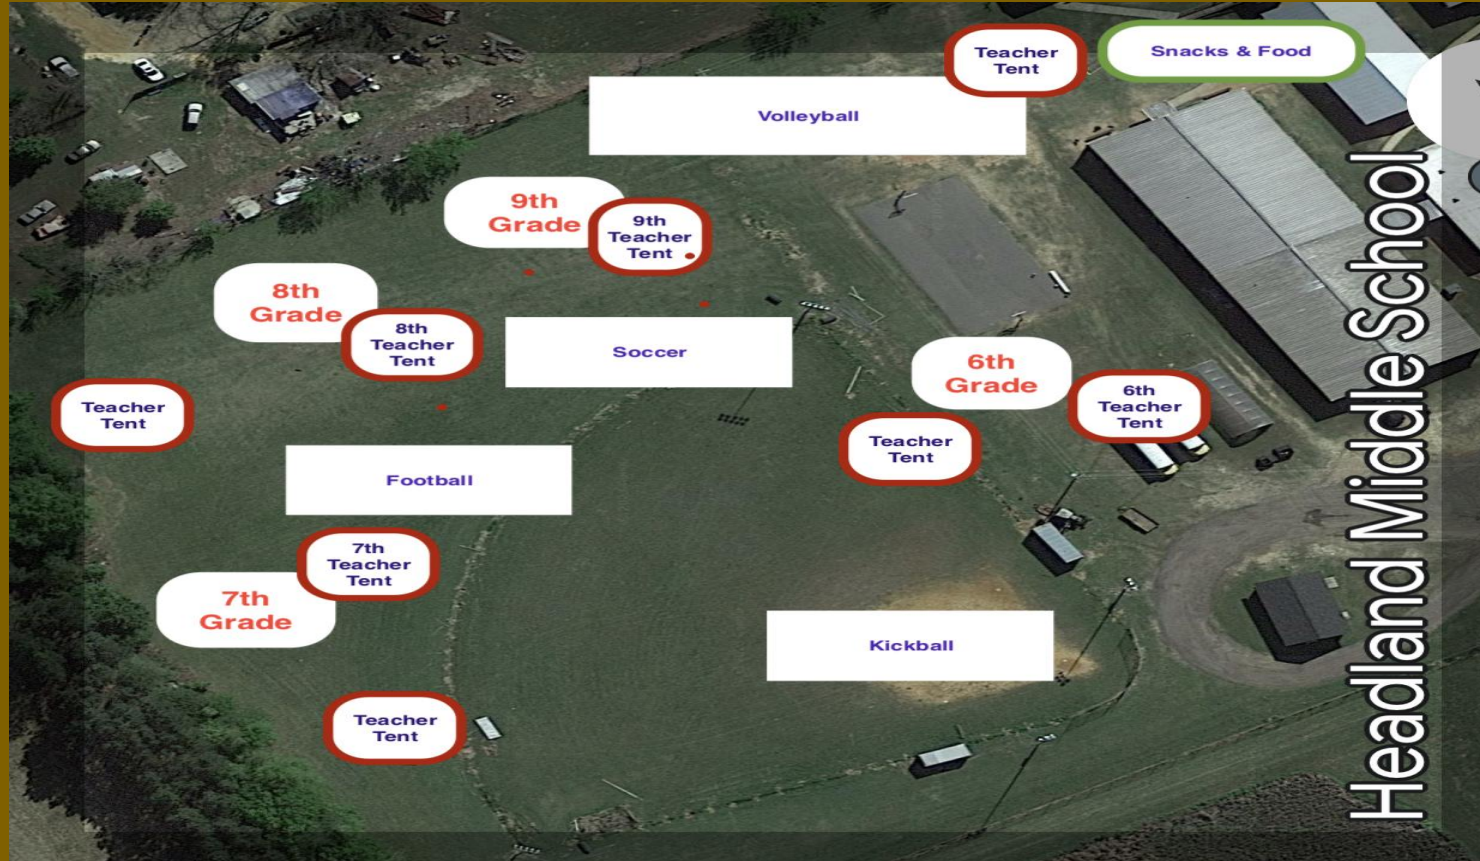 Teacher
Tent
Snacks & Food
Volleyball
9th
Grade
9th
Teacher
Tent
8th
Grade
8th
Teacher
Tent
Soccer
6th
Grade
6th
Teacher
Tent
Teacher
Tent
Teacher
Tent
Football
7th
Teacher
Tent
7th
Grade
Kickball
Teacher
Tent
Headland Middle School